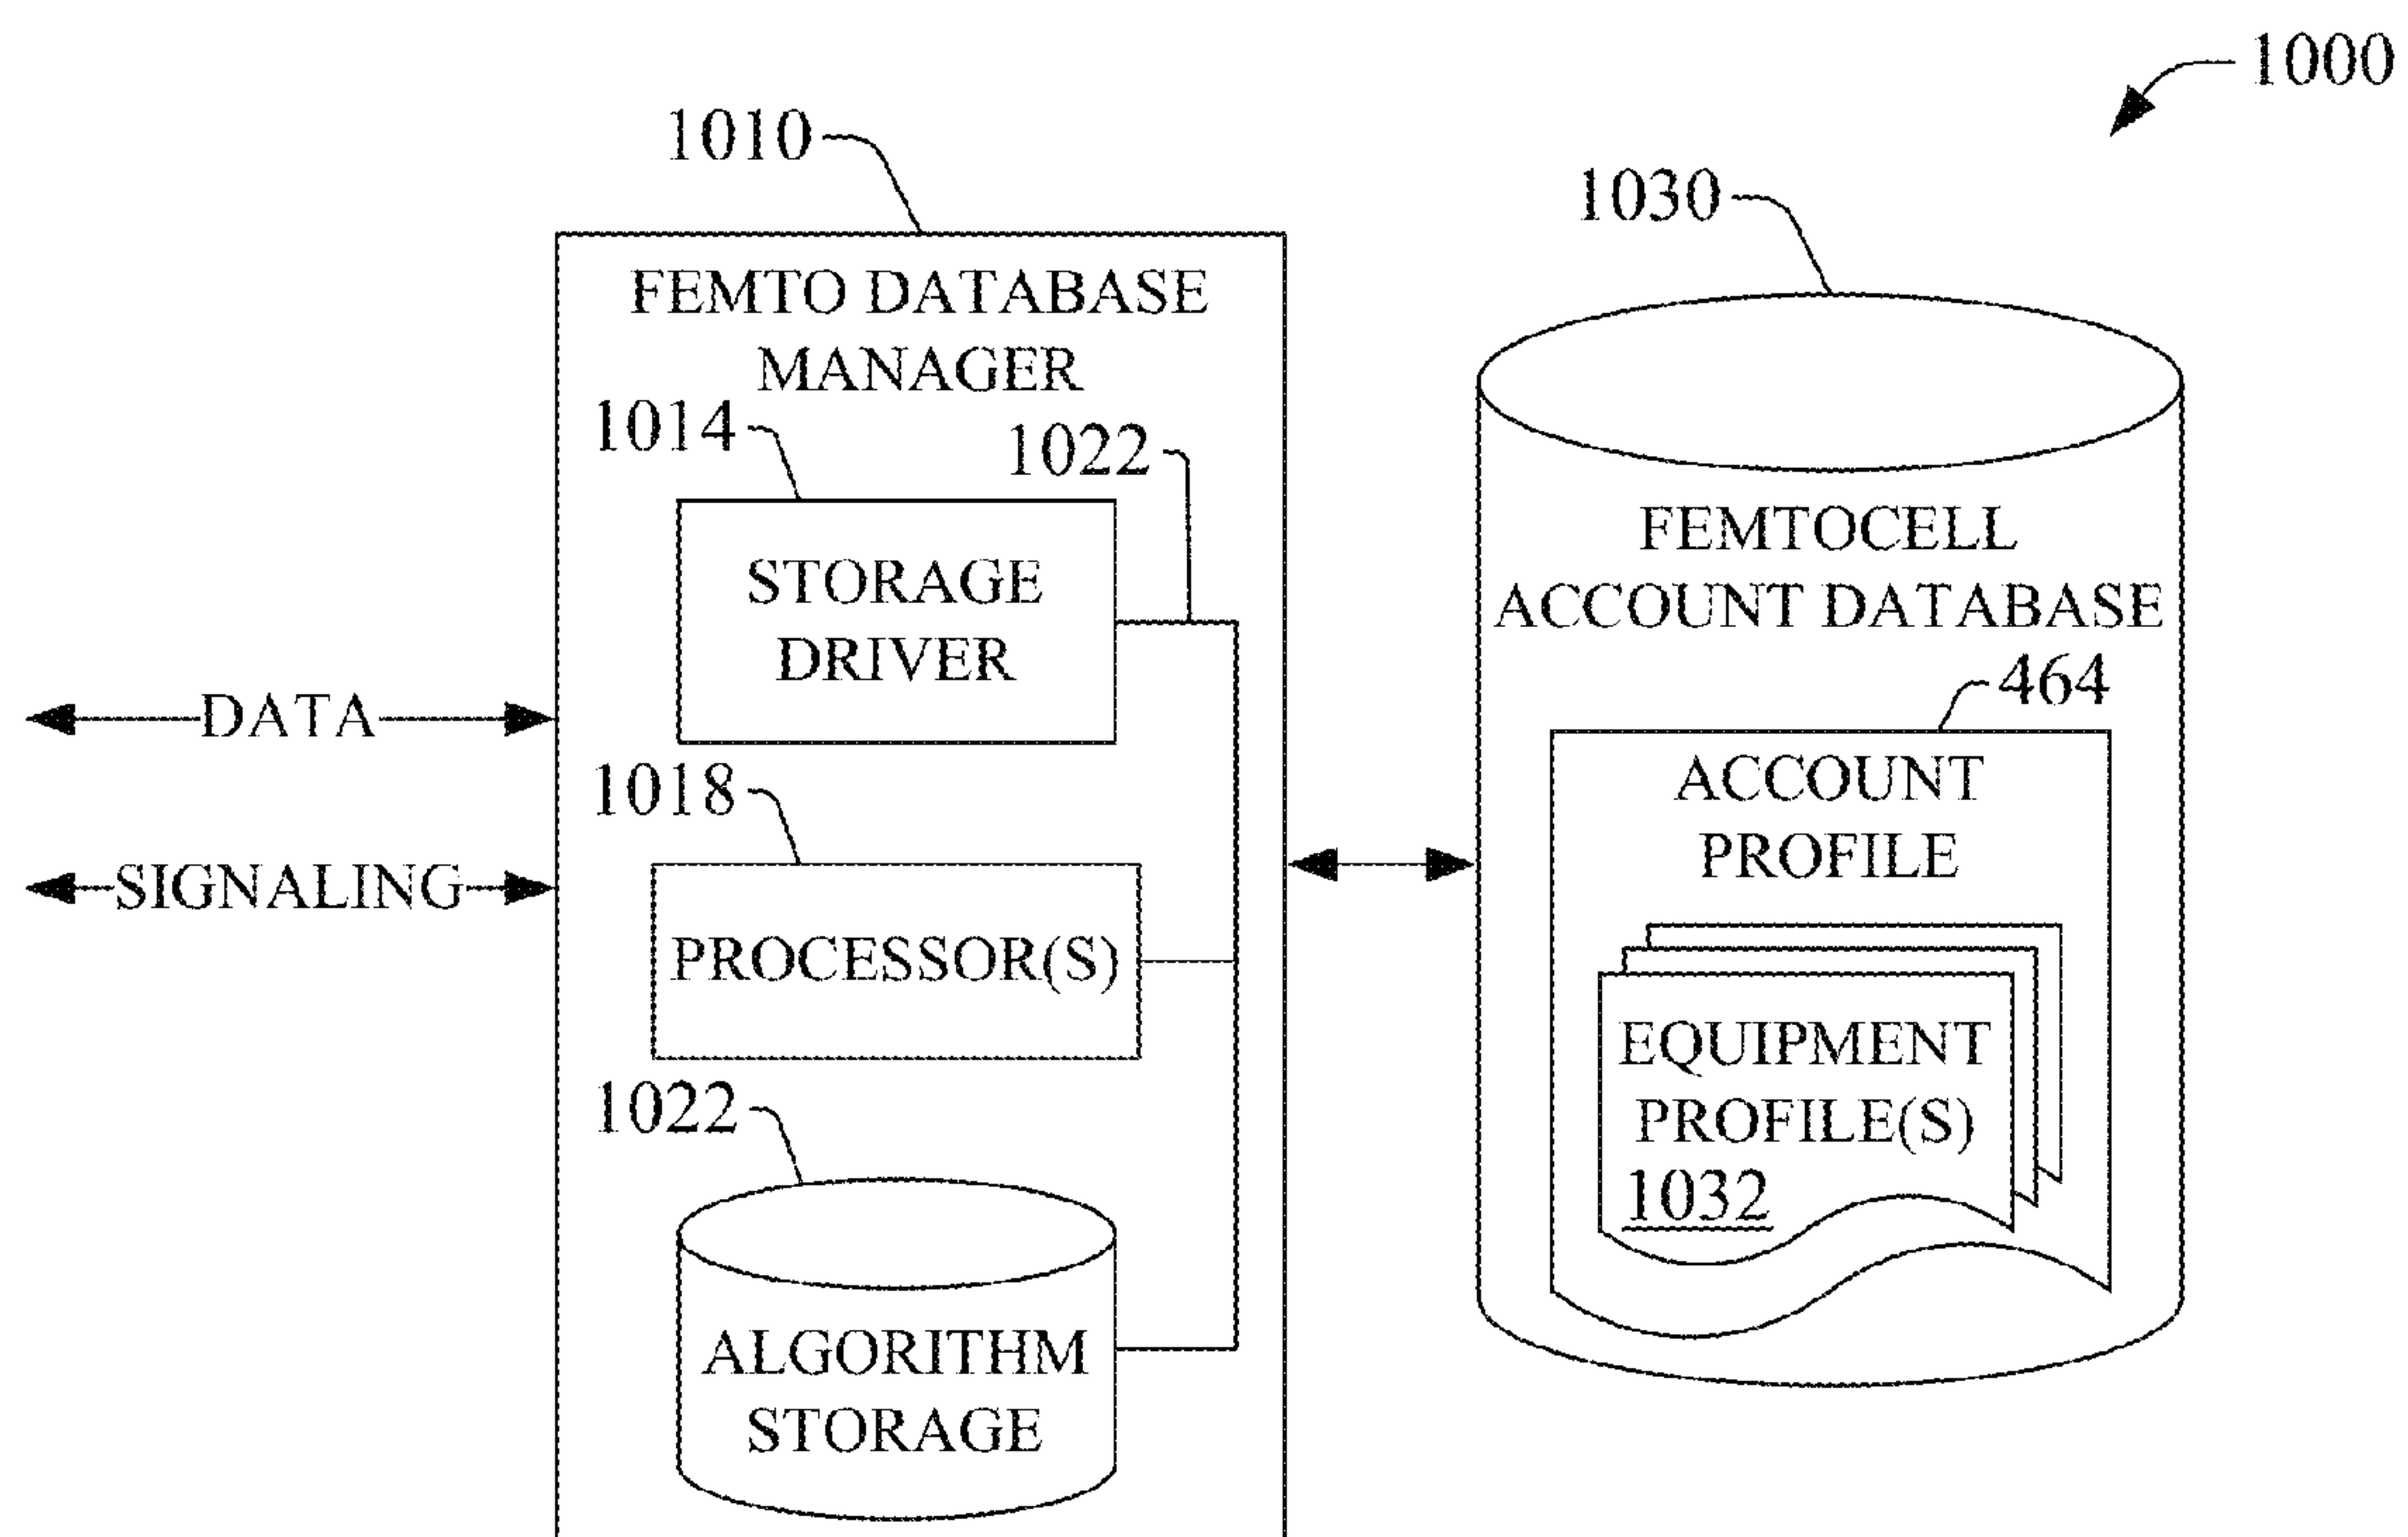 1000
1010
1030
FEMTO DATABASE
MANAGER
1014
1022
STORAGE
DRIVER
DATA
1018
SIGNALING
PROCESSOR(S)
1022
ALGORITHM
STORAGE
FEMTOCELL
ACCOUNT DATABASE
464
ACCOUNT
PROFILE
EQUIPMENT
PROFILE(S)
1032